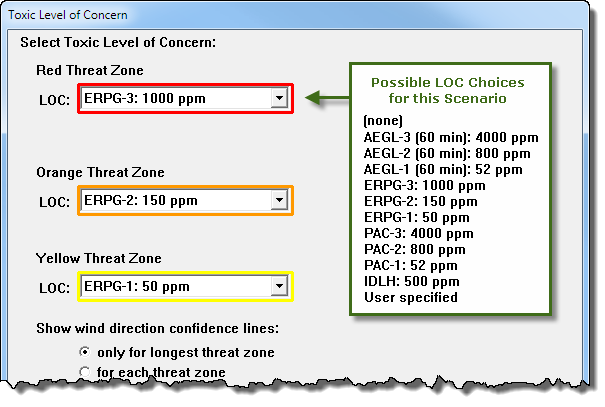 Toxic Level of Concern
Select Toxic Level of Concern:
Red Threat Zone
LOC: ERPG-3: 1000 ppm
Orange Threat Zone
LOC: ERPG-2: 150 ppm
Yellow Threat Zone
LOC: ERPG-1: 50 ppm
Show wind direction confidence lines:
only for longest threat zone
for each threat zone
Possible LOC Choices
for this Scenario
(none)
AEGL-3 (60 min): 4000 ppm
AEGL-2 (60 min): 800 ppm
AEGL-1 (60 min): 52 ppm
ERPG-3: 1000 ppm
ERPG-2: 150 ppm
ERPG-1: 50 ppm
PAC-3: 4000 ppm
PAC-2: 800 ppm
PAC-1: 52 ppm
IDLH: 500 ppm
User specified